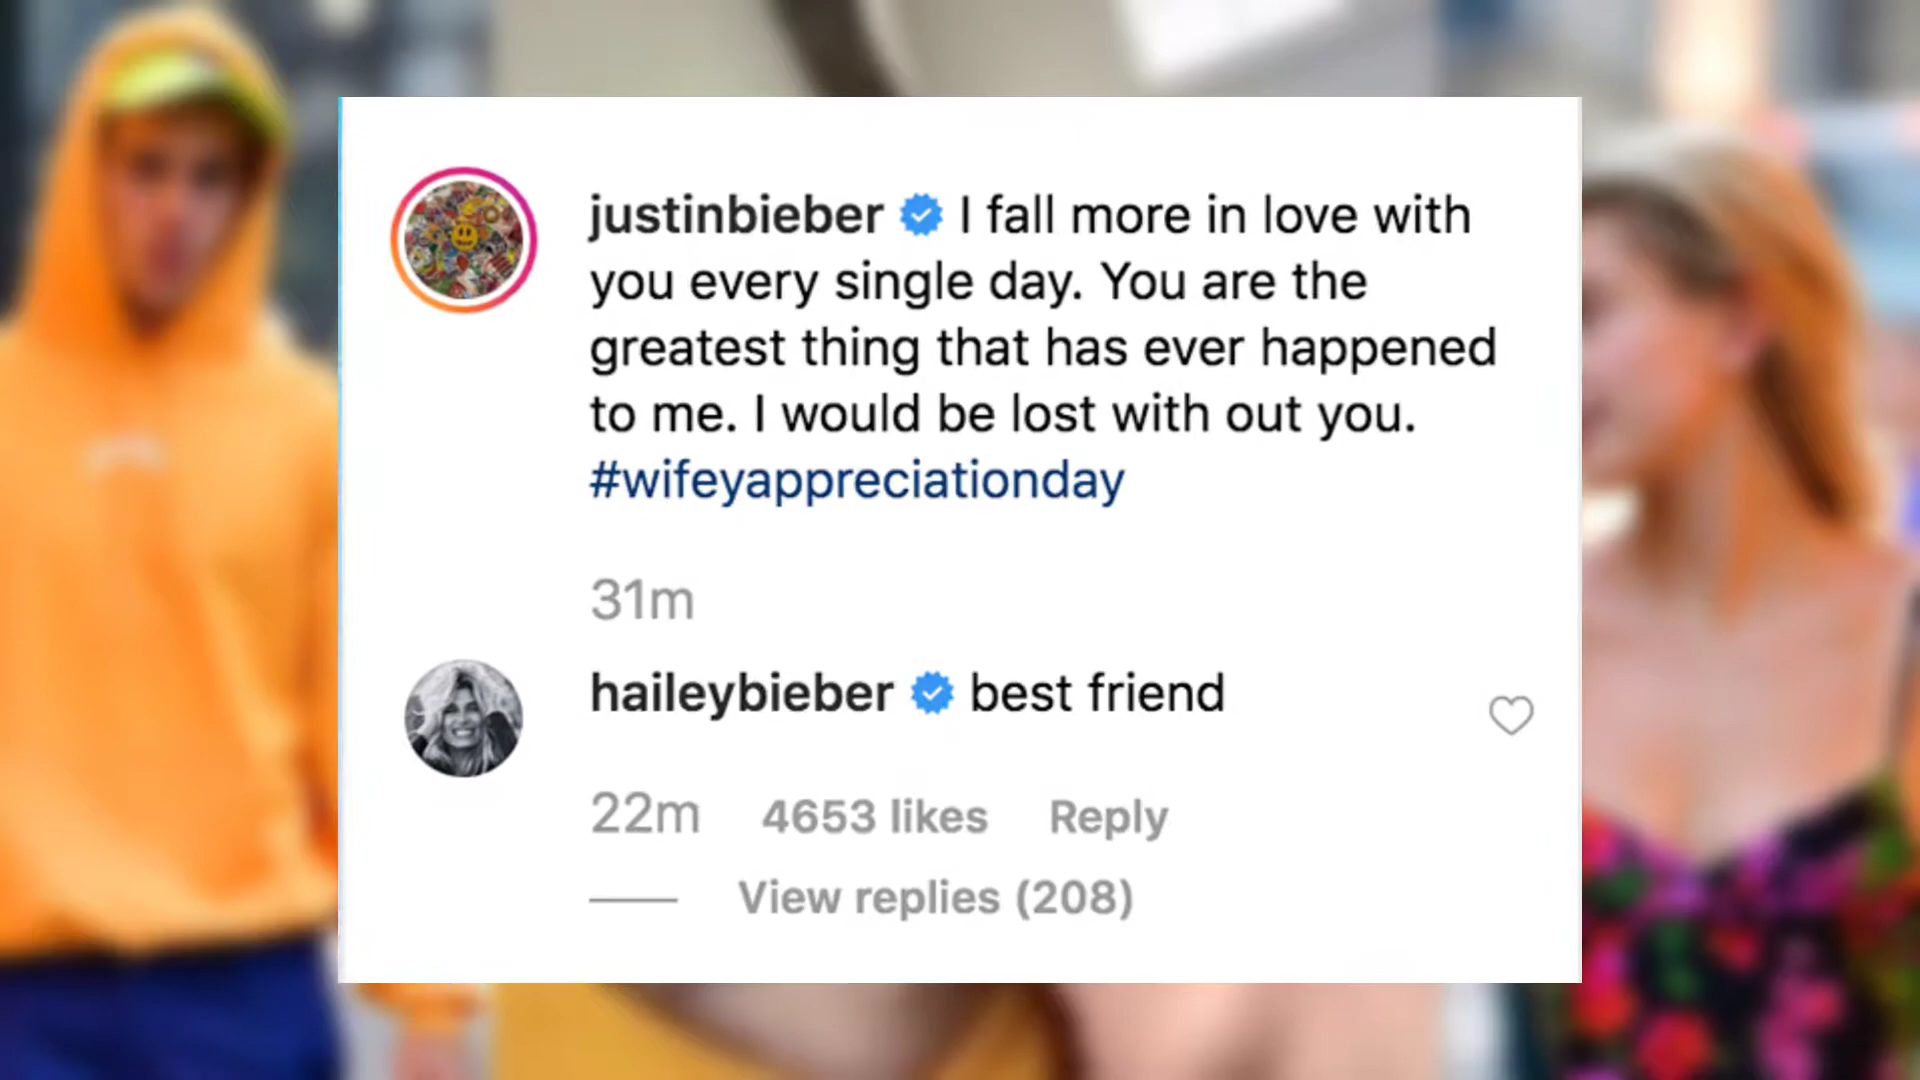 justinbieber I fall more in love with
you every single day. You are the
greatest thing that has ever happened
to me. I would be lost with out you.
#wifeyappreciationday
31m
haileybieber best friend
22m 4653 likes Reply
View replies (208)